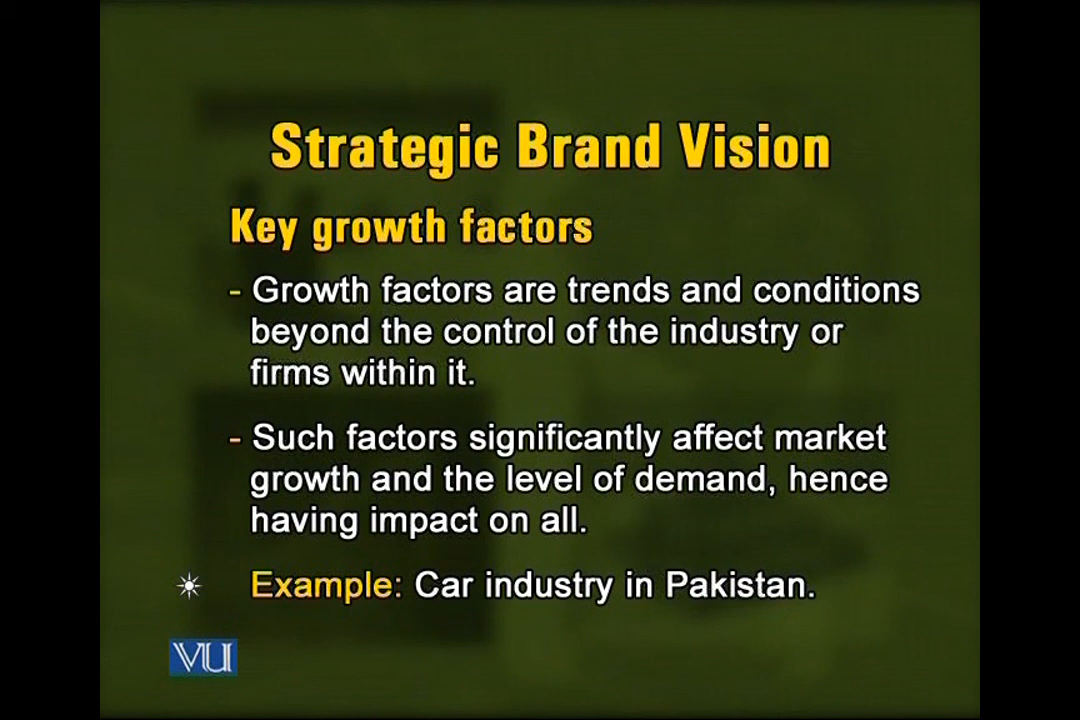 Strategic Brand Vision
Key growth factors
- Growth factors are trends and conditions
beyond the control of the industry or
firms within it.
- Such factors significantly affect market
growth and the level of demand, hence
having impact on all.
Example: Car industry in Pakistan.
VU